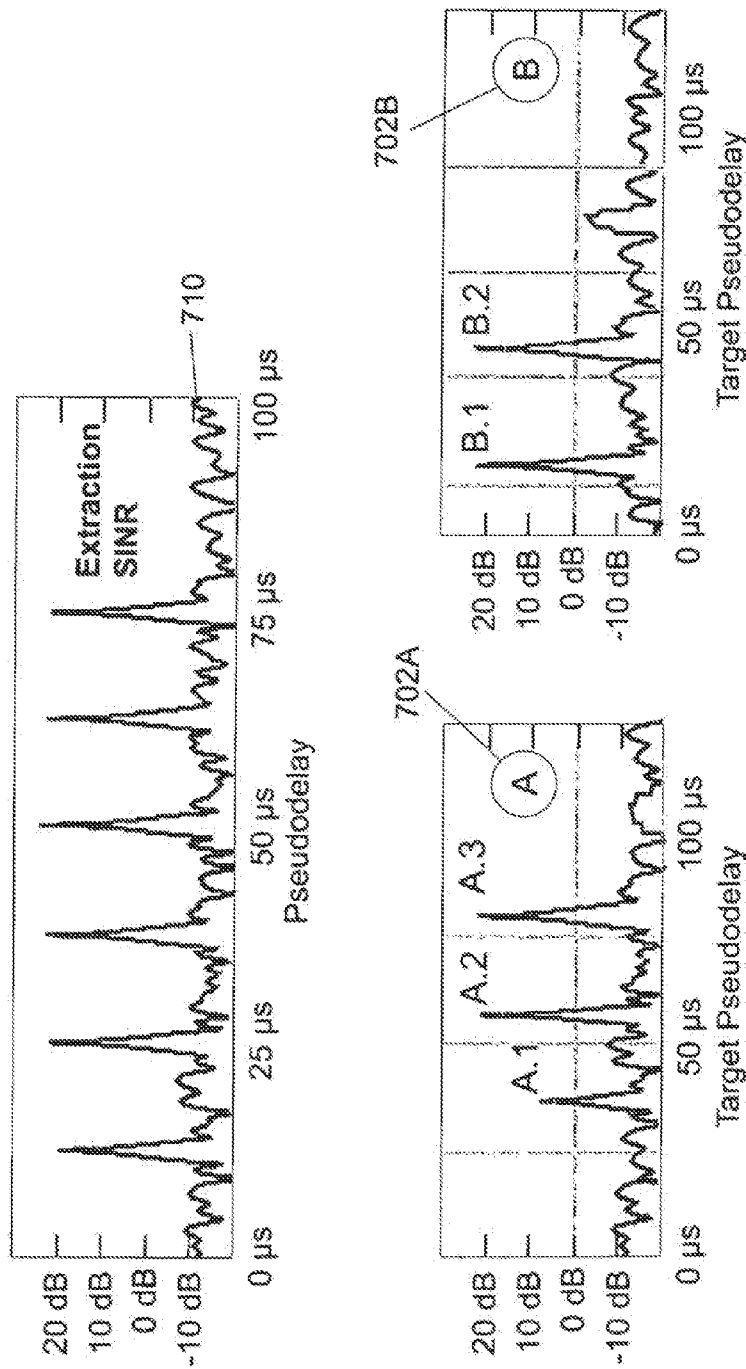 20 dB
10 dB
0 dB
-10 dB
Extraction
SINR
710
0 µs
25 µs
50 µs
75 µs
100 µs
Pseudodelay
702A
20 dB
10 dB
0 dB
-10 dB
A.1
A.2
A.3
A
0 µs
50 µs
100 µs
Target Pseudodelay
702B
20 dB
10 dB
0 dB
-10 dB
B.1
B.2
B
0 µs
50 µs
100 µs
Target Pseudodelay